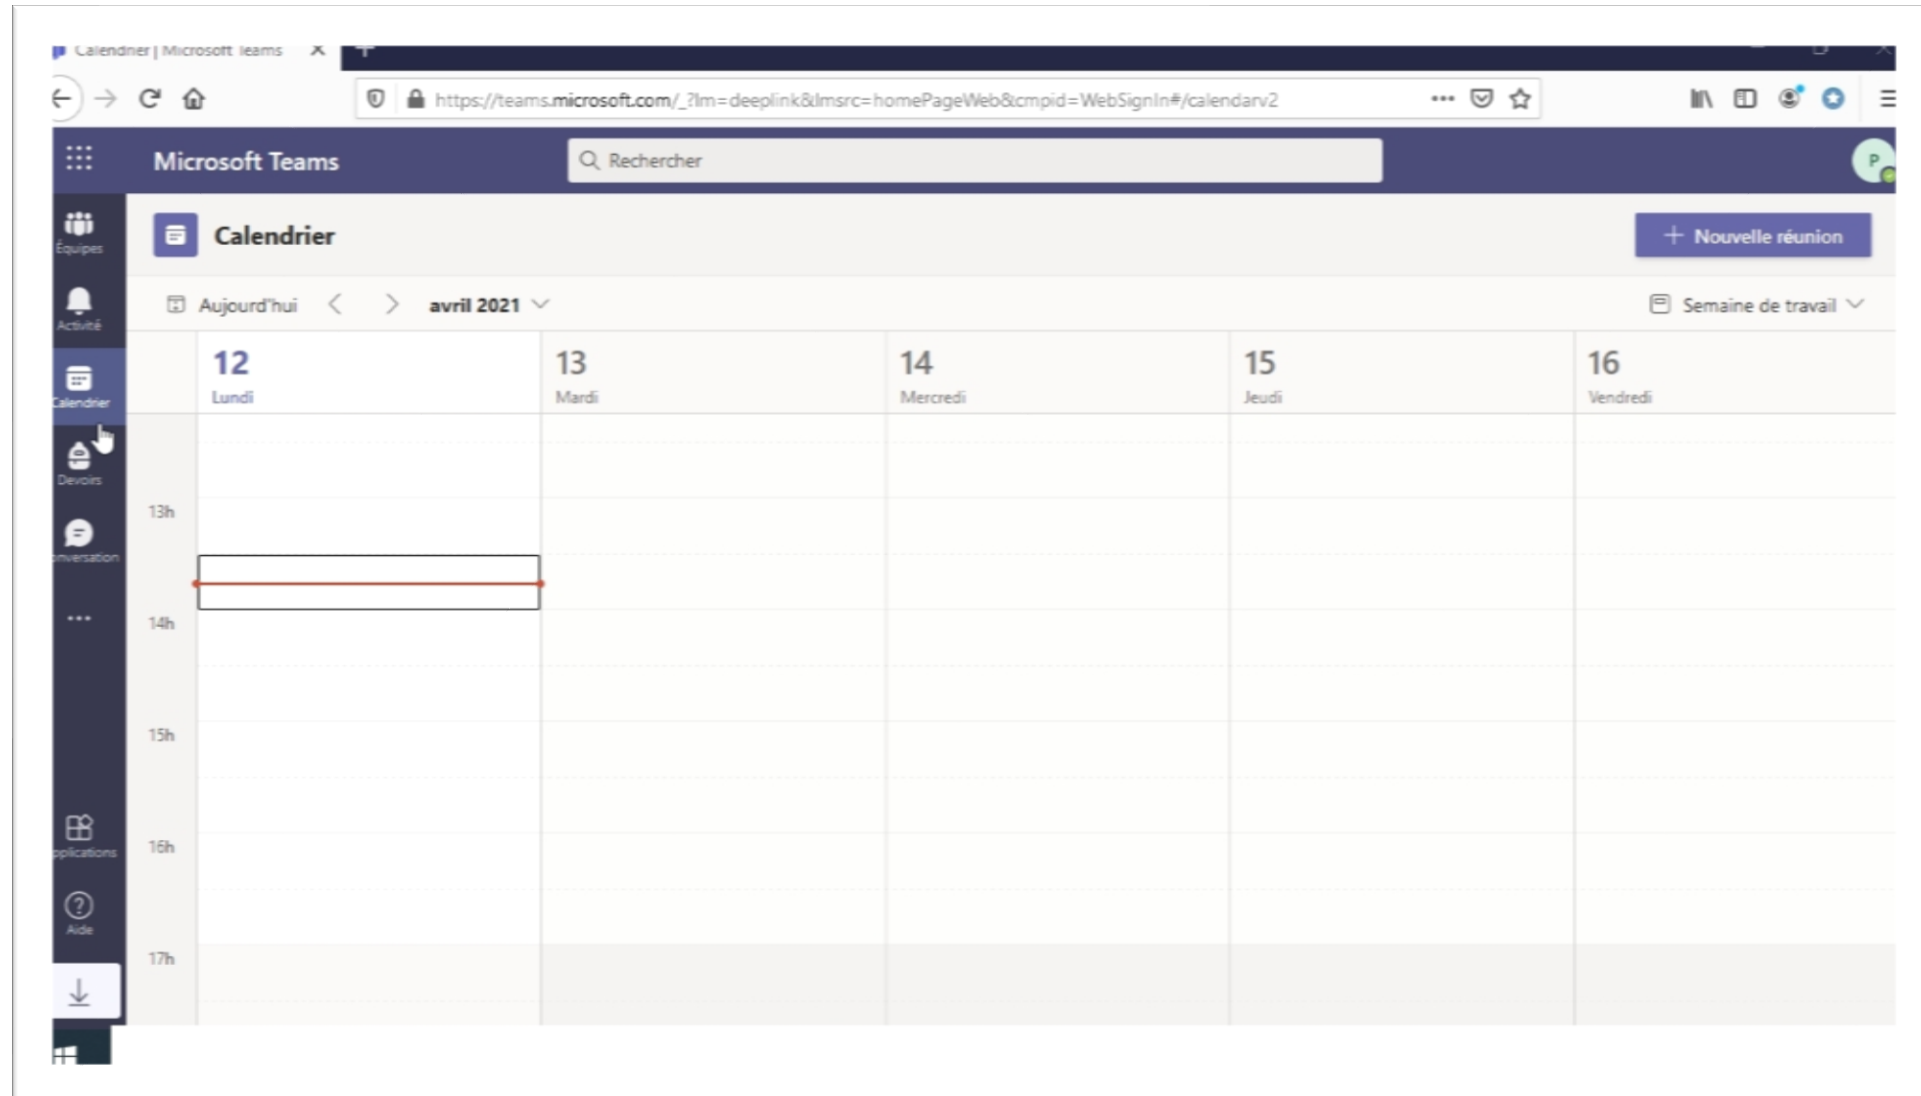 Calendrier | Microsoft Teams
https://teams.microsoft.com/_?lm=deeplink&lmsrc=homePageWeb&cmpid=WebSignIn#/calendarv2
Microsoft Teams
Rechercher
P
Équipes
Calendrier
+ Nouvelle réunion
Activité
Aujourd'hui
avril 2021
Semaine de travail
Calendrier
12
Lundi
13
Mardi
14
Mercredi
15
Jeudi
16
Vendredi
Devoirs
13h
onversation
14h
15h
pplications
16h
Aide
17h